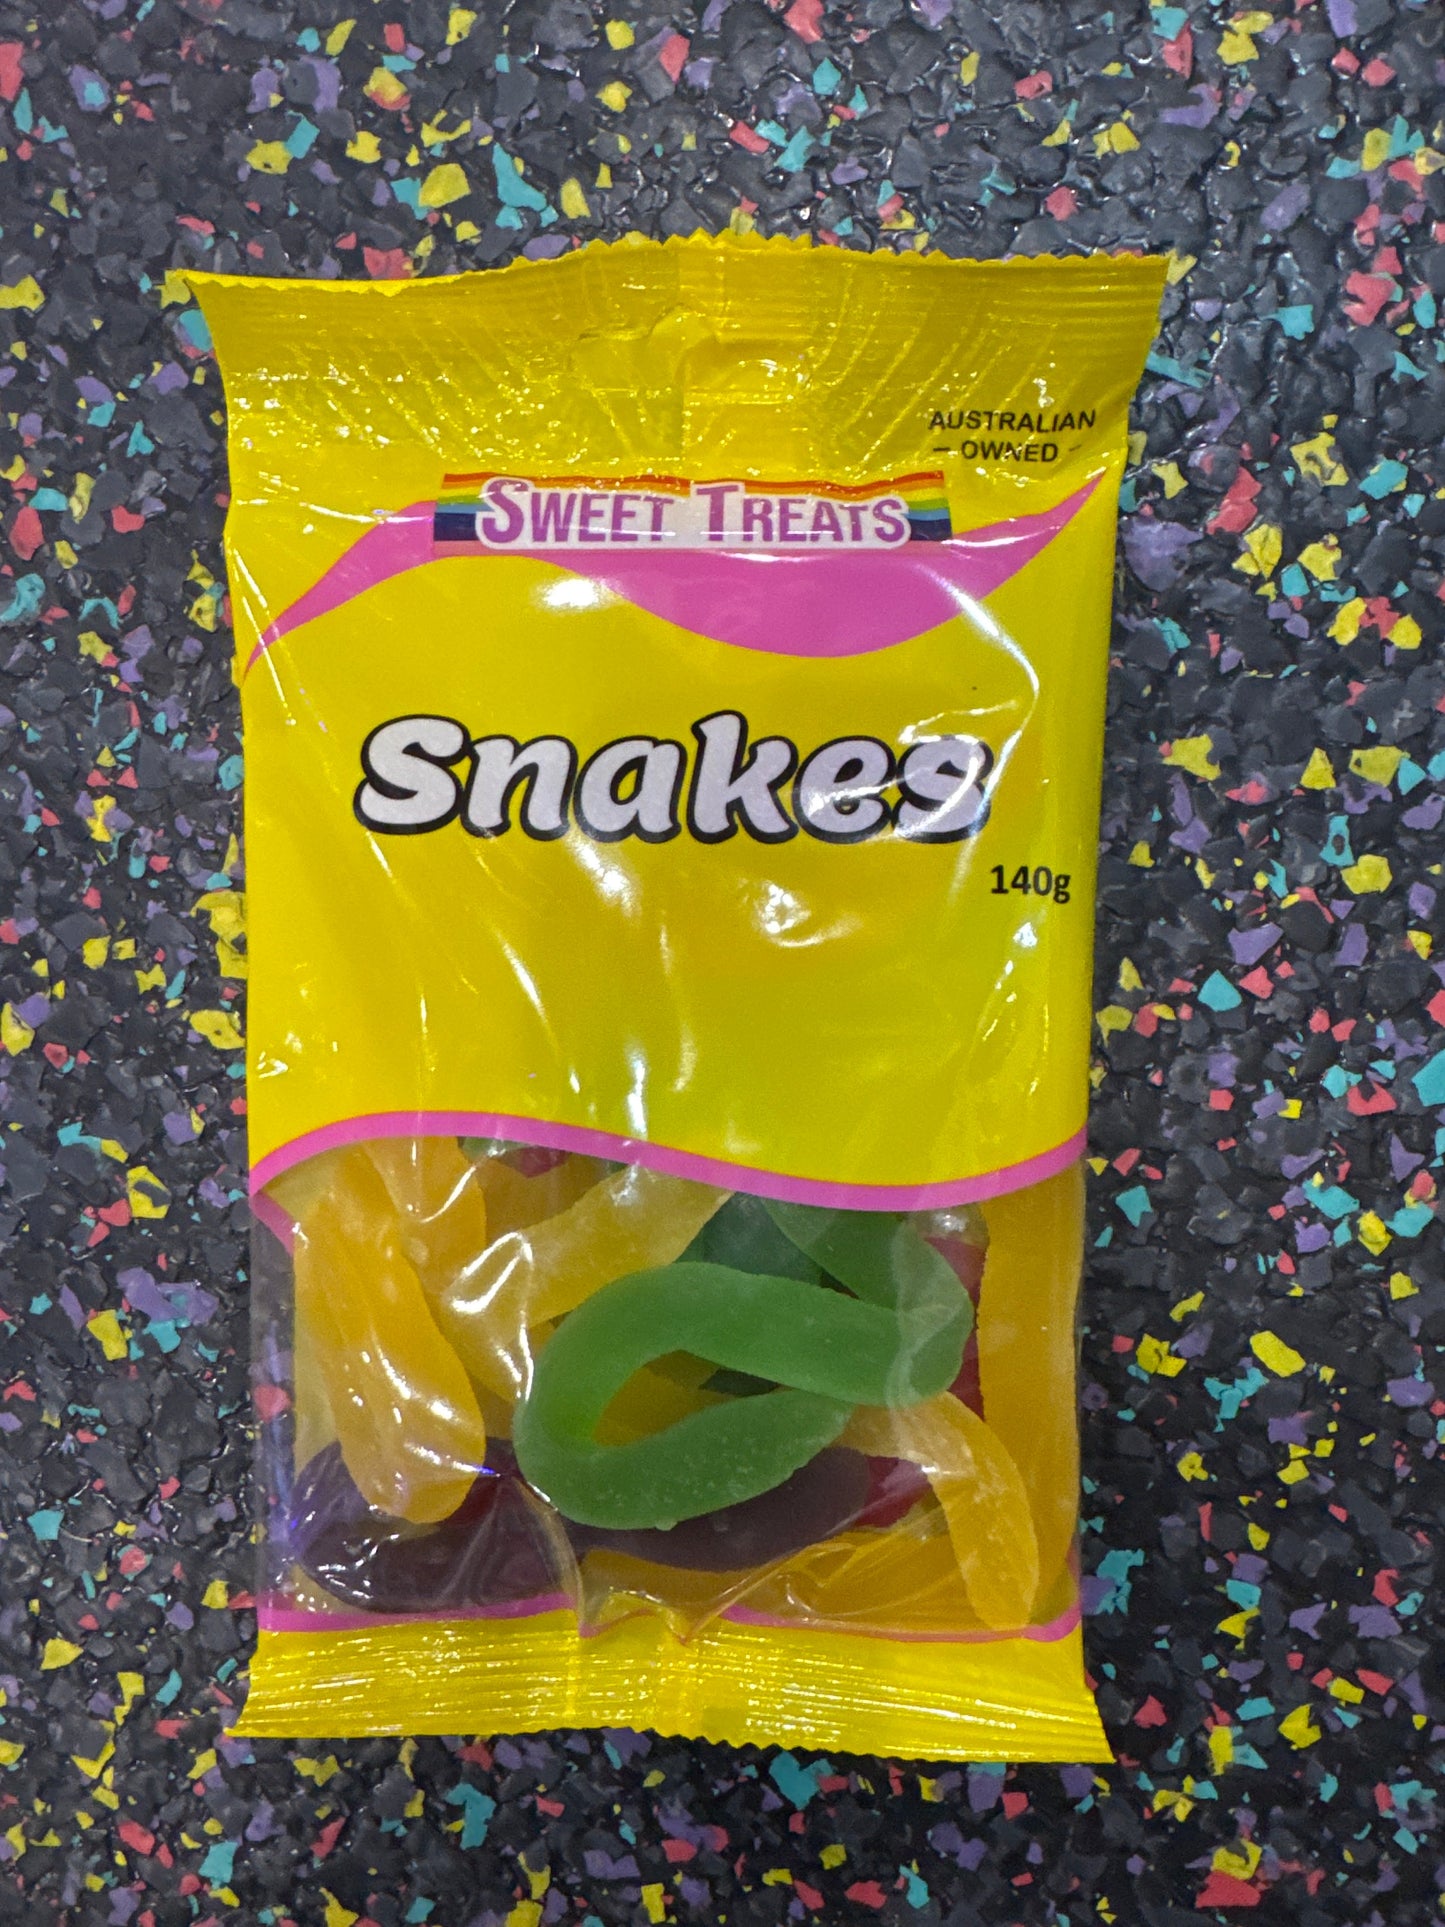 AUSTRALIAN
– OWNED –
SWEET TREATS
Snakes
140g